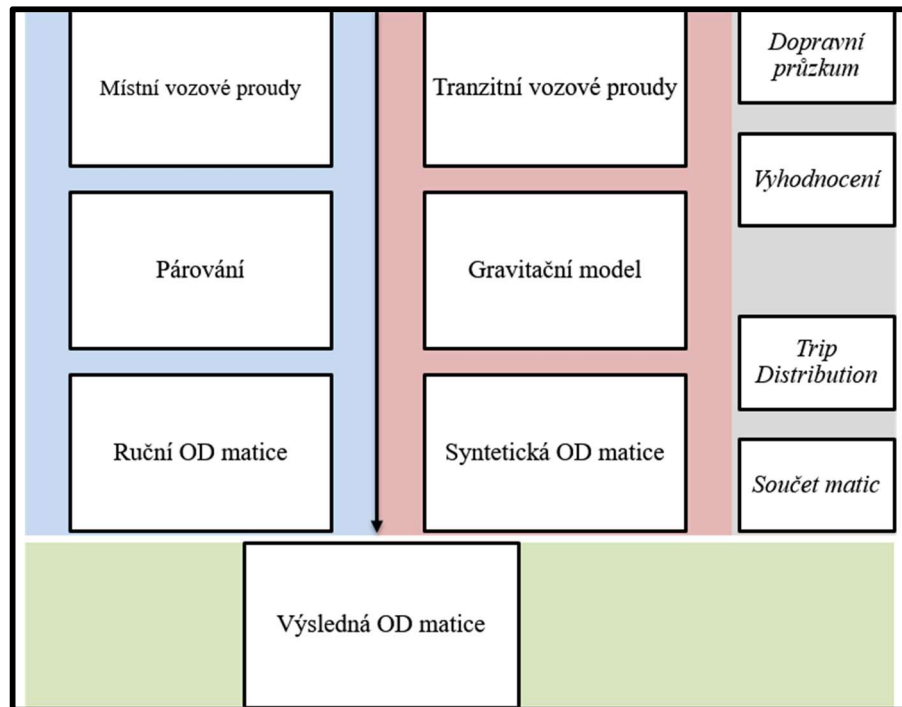 Místní vozové proudy
Tranzitní vozové proudy
Dopravní
průzkum
Vyhodnocení
Párování
Gravitační model
Trip
Distribution
Ruční OD matice
Syntetická OD matice
Součet matic
Výsledná OD matice